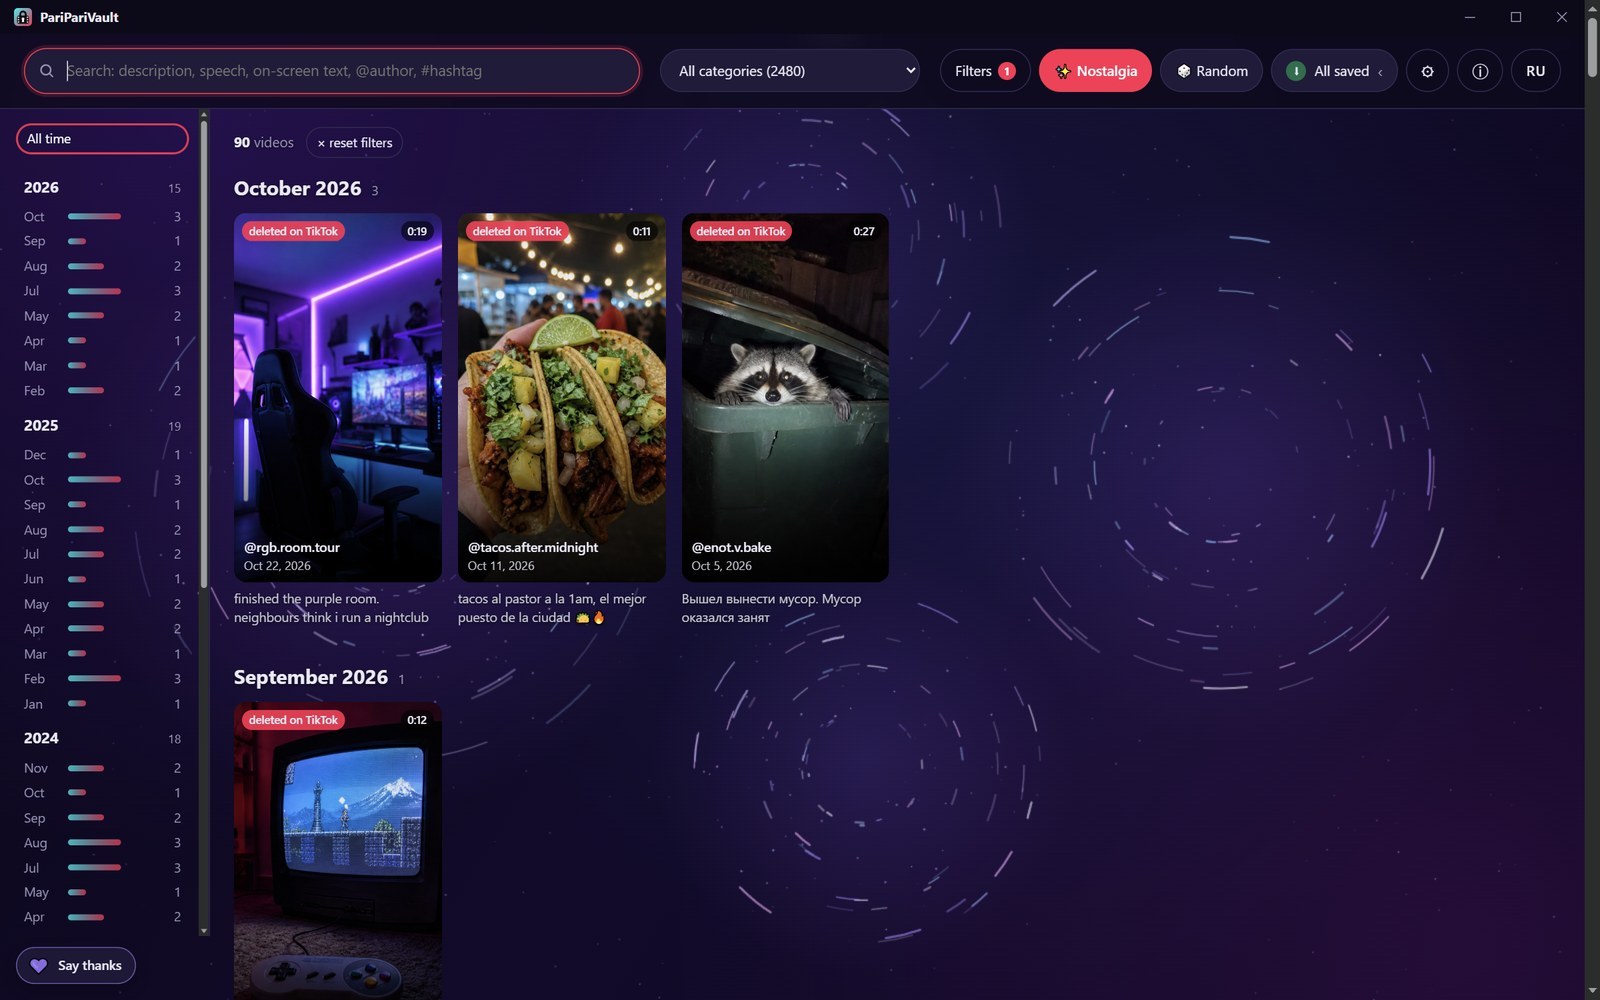 PariPariVault
Search: description, speech, on-screen text, @author, #hashtag
All categories (2480)
Filters 1
Nostalgia
Random
All saved
RU
All time
2026 15
Oct 3
Sep 1
Aug 2
Jul 3
May 2
Apr 1
Mar 1
Feb 2
2025 19
Dec 1
Oct 3
Sep 1
Aug 2
Jul 2
Jun 1
May 2
Apr 2
Mar 1
Feb 3
Jan 1
2024 18
Nov 2
Oct 1
Sep 2
Aug 3
Jul 3
May 1
Apr 2
Say thanks
90 videos
× reset filters
October 2026 3
deleted on TikTok 0:19
@rgb.room.tour
Oct 22, 2026
finished the purple room.
neighbours think i run a nightclub
deleted on TikTok 0:11
@tacos.after.midnight
Oct 11, 2026
tacos al pastor a la 1am, el mejor
puesto de la ciudad 🌮🔥
deleted on TikTok 0:27
@enot.v.bake
Oct 5, 2026
Вышел вынести мусор. Мусор
оказался занят
September 2026 1
deleted on TikTok 0:12